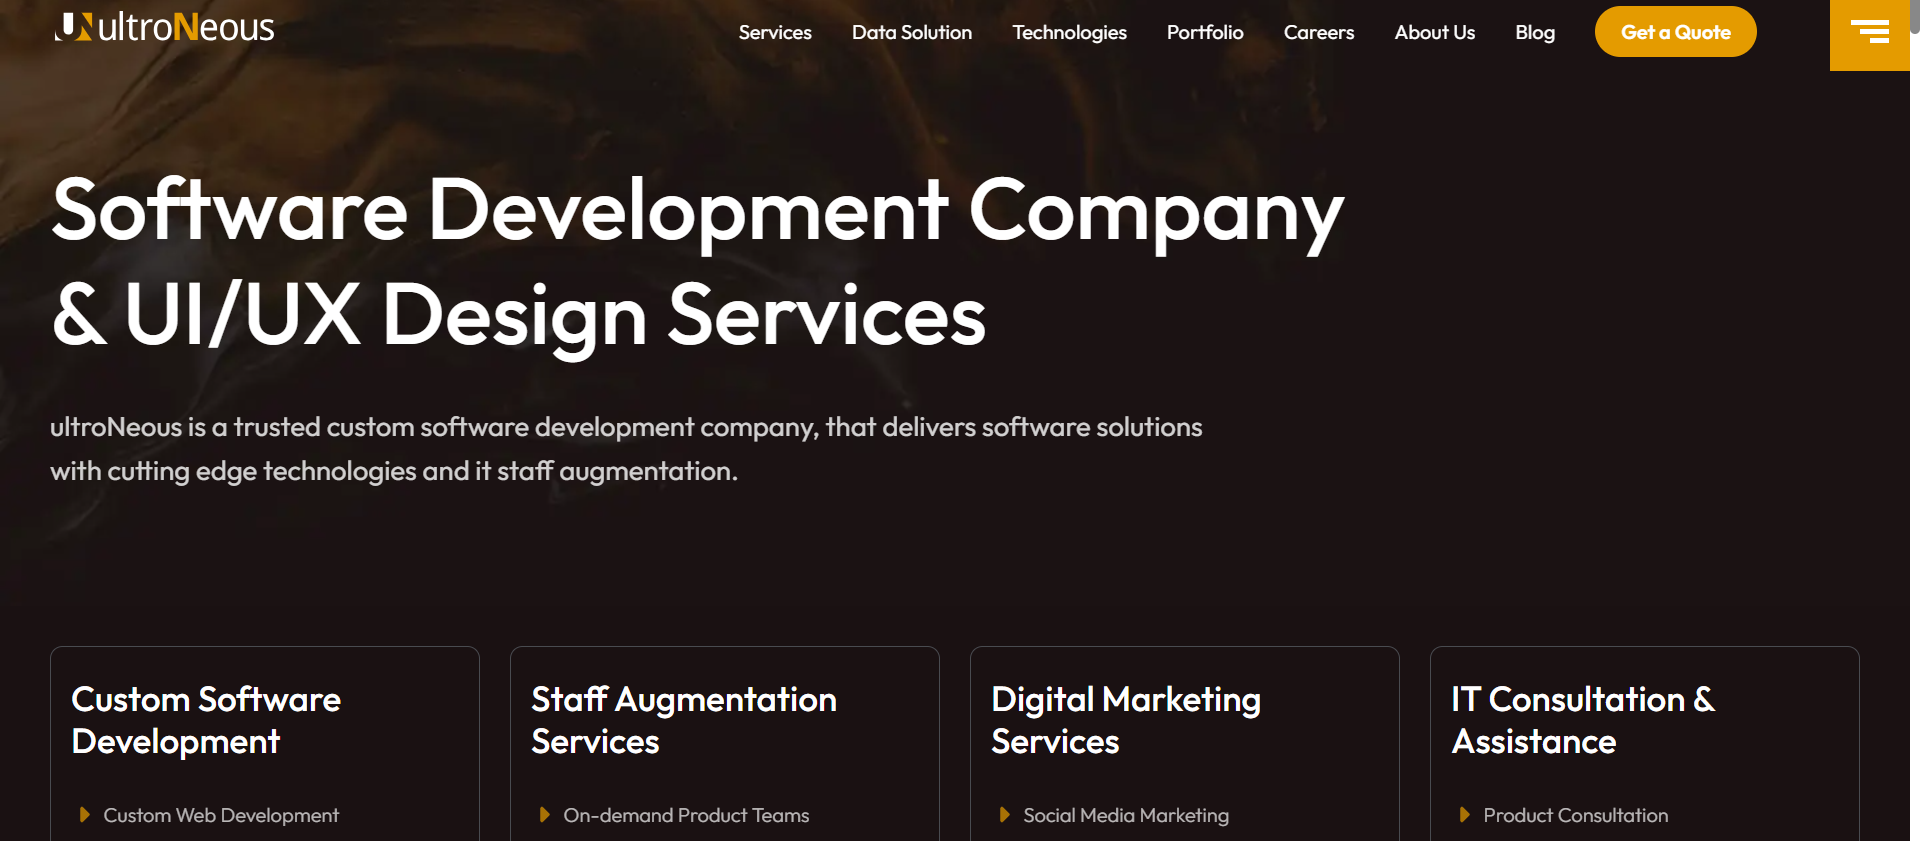 ultroNeous
Services Data Solution Technologies Portfolio Careers About Us Blog Get a Quote
Software Development Company
& UI/UX Design Services
ultroNeous is a trusted custom software development company, that delivers software solutions
with cutting edge technologies and it staff augmentation.
Custom Software
Development
Custom Web Development
Staff Augmentation
Services
On-demand Product Teams
Digital Marketing
Services
Social Media Marketing
IT Consultation &
Assistance
Product Consultation